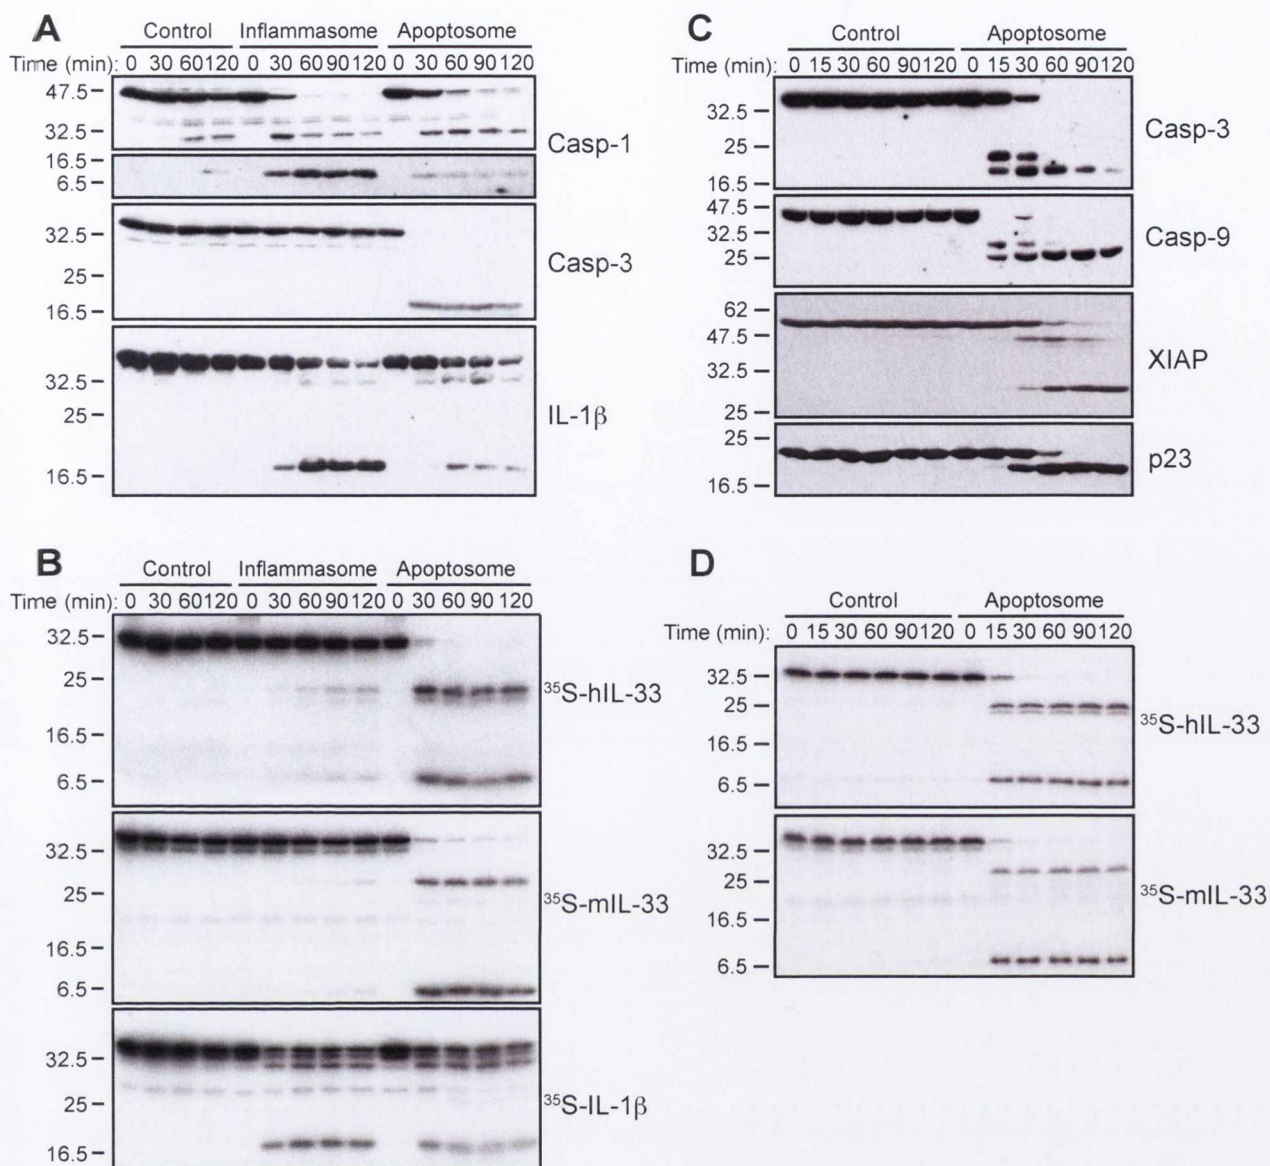 A
Control Inflammasome Apoptosome
Time (min): 0 30 60 120 0 30 60 90 120 0 30 60 90 120
47.5
32.5
Casp-1
16.5
6.5
32.5
Casp-3
25
16.5
32.5
25
IL-1β
16.5
B
Control Inflammasome Apoptosome
Time (min): 0 30 60 120 0 30 60 90 120 0 30 60 90 120
32.5
25
35S-hIL-33
16.5
6.5
32.5
25
35S-mIL-33
16.5
6.5
32.5
25
35S-IL-1β
16.5
C
Control Apoptosome
Time (min): 0 15 30 60 90 120 0 15 30 60 90 120
32.5
Casp-3
25
16.5
47.5
32.5
Casp-9
25
62
47.5
XIAP
32.5
25
25
p23
16.5
D
Control Apoptosome
Time (min): 0 15 30 60 90 120 0 15 30 60 90 120
32.5
25
35S-hIL-33
16.5
6.5
32.5
25
35S-mIL-33
16.5
6.5